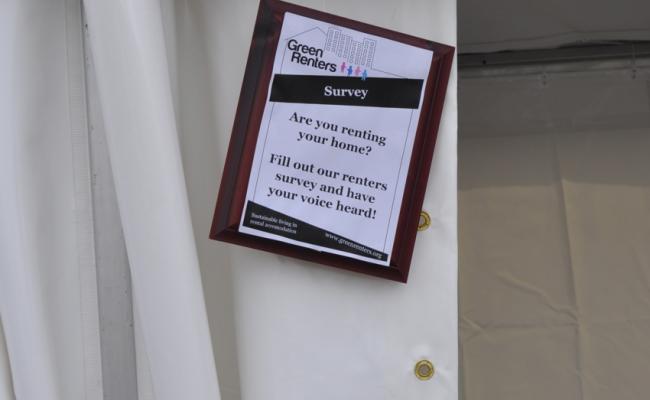 Green
Renters
Survey
Are you renting
your home?
Fill out our renters
survey and have
your voice heard!
Sustainable living in
rental accomodation
www.greenrenters.org